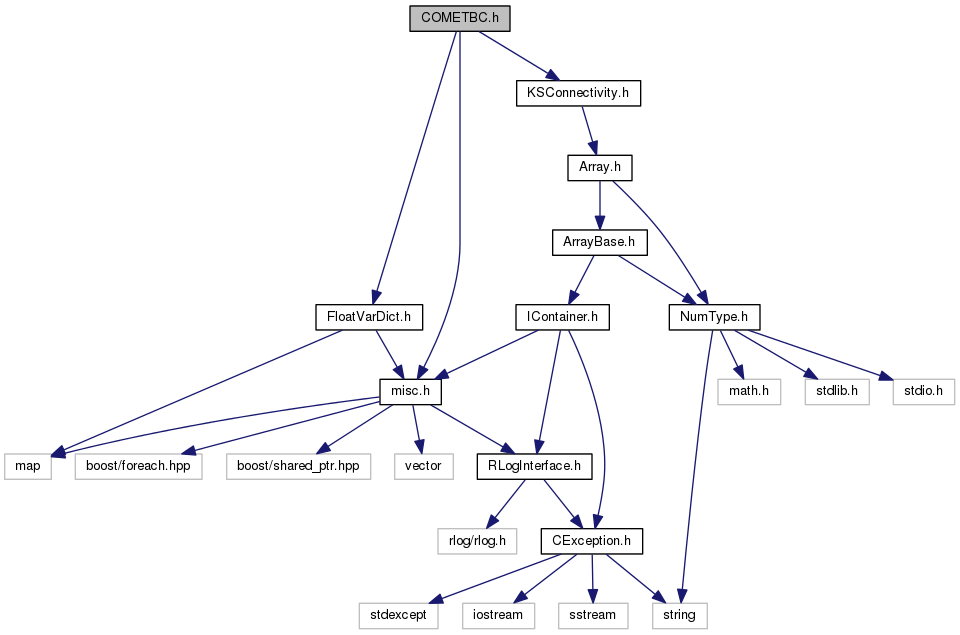 COMETBC.h
KSConnectivity.h
Array.h
ArrayBase.h
FloatVarDict.h
IContainer.h
NumType.h
misc.h
math.h
stdlib.h
stdio.h
map
boost/foreach.hpp
boost/shared_ptr.hpp
vector
RLogInterface.h
rlog/rlog.h
CException.h
stdexcept
iostream
sstream
string